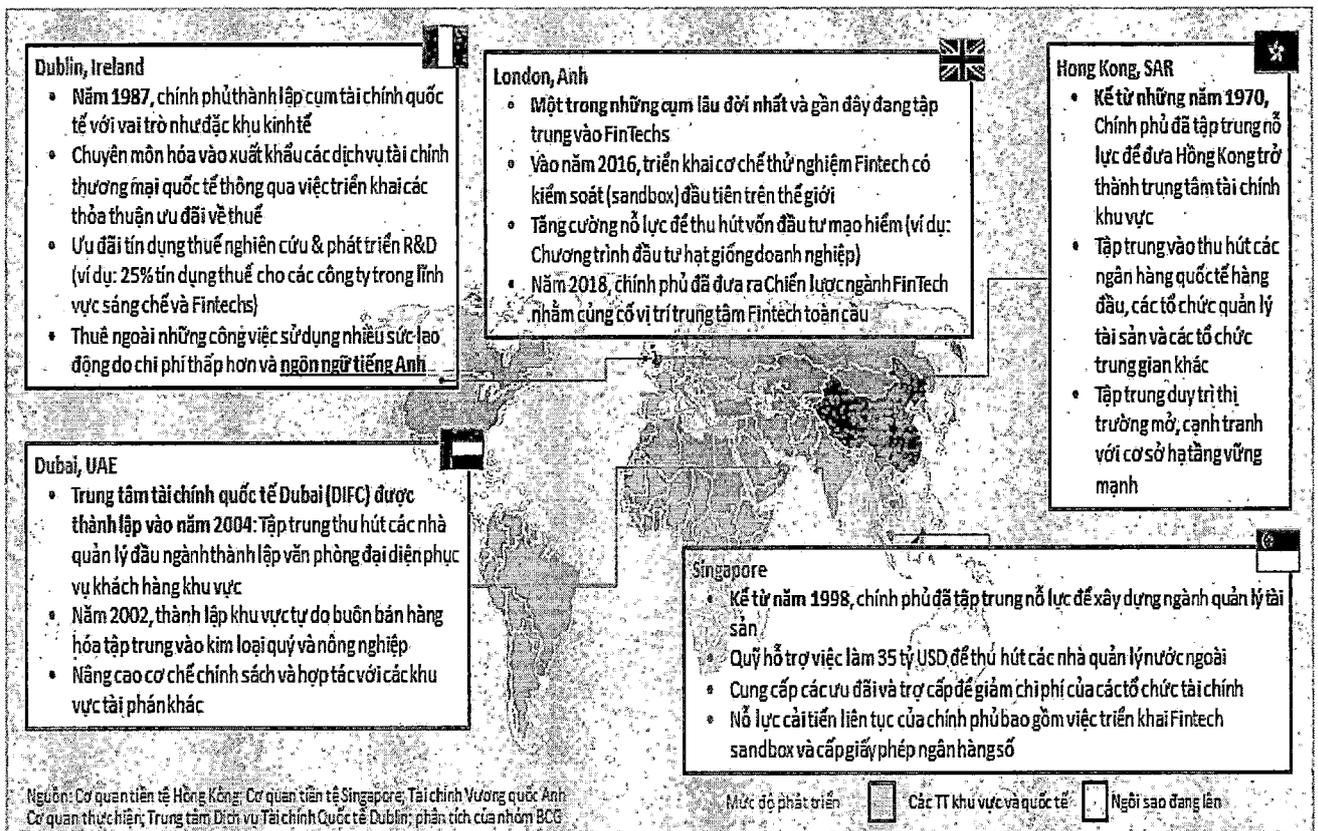 Dublin, Ireland
• Năm 1987, chính phủ thành lập cụm tài chính quốc
tế với vai trò như đặc khu kinh tế
• Chuyên môn hóa vào xuất khẩu các dịch vụ tài chính
thương mại quốc tế thông qua việc triển khai các
thỏa thuận ưu đãi về thuế
• Ưu đãi tín dụng thuế nghiên cứu & phát triển R&D
(ví dụ: 25% tín dụng thuế cho các công ty trong lĩnh
vực sáng chế và Fintechs)
• Thuê ngoài những công việc sử dụng nhiều sức lao
động do chi phí thấp hơn và ngôn ngữ tiếng Anh
London, Anh
• Một trong những cụm lâu đời nhất và gần đây đang tập
trung vào FinTechs
• Vào năm 2016, triển khai cơ chế thử nghiệm Fintech có
kiểm soát (sandbox) đầu tiên trên thế giới
• Tăng cường nỗ lực để thu hút vốn đầu tư mạo hiểm (ví dụ:
Chương trình đầu tư hạt giống doanh nghiệp)
• Năm 2018, chính phủ đã đưa ra Chiến lược ngành FinTech
nhằm củng cố vị trí trung tâm Fintech toàn cầu
Hong Kong, SAR
• Kể từ những năm 1970,
Chính phủ đã tập trung nỗ
lực để đưa Hồng Kong trở
thành trung tâm tài chính
khu vực
• Tập trung vào thu hút các
ngân hàng quốc tế hàng
đầu, các tổ chức quản lý
tài sản và các tổ chức
trung gian khác
• Tập trung duy trì thị
trường mở, cạnh tranh
với cơ sở hạ tầng vững
mạnh
Dubai, UAE
• Trung tâm tài chính quốc tế Dubai (DIFC) được
thành lập vào năm 2004: Tập trung thu hút các nhà
quản lý đầu ngành thành lập văn phòng đại diện phục
vụ khách hàng khu vực
• Năm 2002, thành lập khu vực tự do buôn bán hàng
hóa tập trung vào kim loại quý và nông nghiệp
• Nâng cao cơ chế chính sách và hợp tác với các khu
vực tài phán khác
Singapore
• Kể từ năm 1998, chính phủ đã tập trung nỗ lực để xây dựng ngành quản lý tài
sản
• Quỹ hỗ trợ việc làm 35 tỷ USD để thu hút các nhà quản lý nước ngoài
• Cung cấp các ưu đãi và trợ cấp để giảm chi phí của các tổ chức tài chính
• Nỗ lực cải tiến liên tục của chính phủ bao gồm việc triển khai Fintech
sandbox và cấp giấy phép ngân hàng số
Nguồn: Cơ quan tiền tệ Hồng Kông; Cơ quan tiền tệ Singapore; Tài chính Vương quốc Anh
Cơ quan thực hiện; Trung tâm Dịch vụ Tài chính Quốc tế Dublin; phân tích của nhóm BCG
Mức độ phát triển Các TT khu vực và quốc tế Ngôi sao đang lên